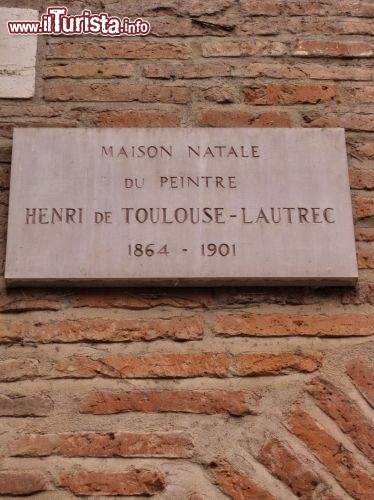 www.ilTurista.info
MAISON NATALE
DU PEINTRE
HENRI DE TOULOUSE-LAUTREC
1864 - 1901